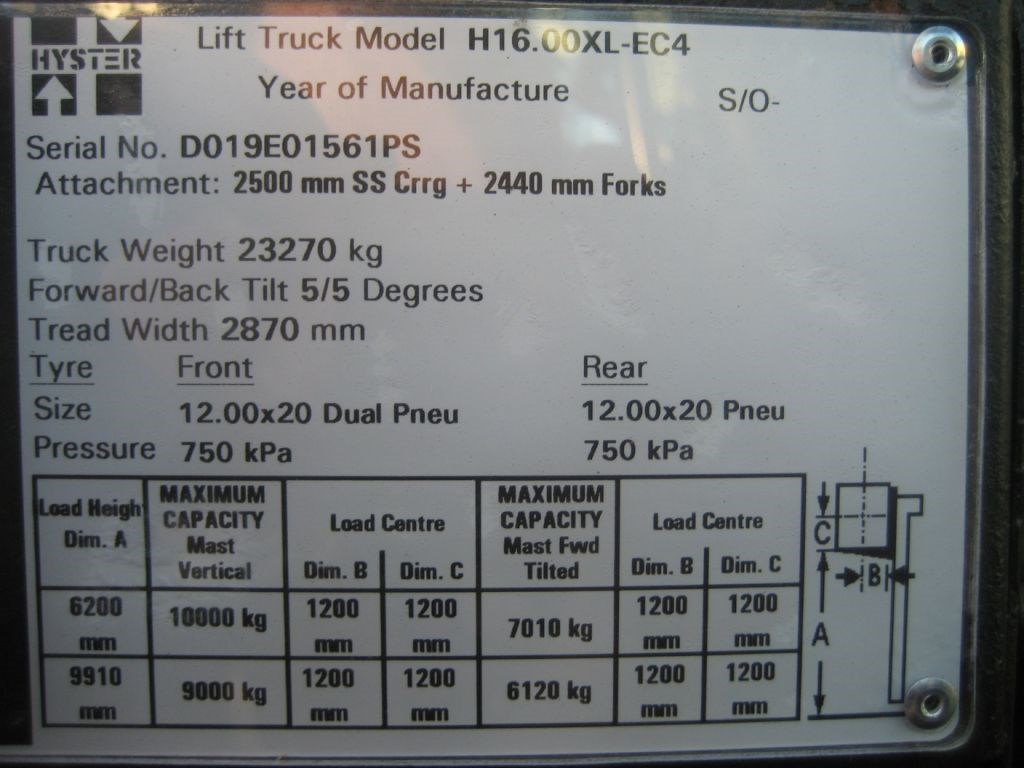 HYSTER
Lift Truck Model H16.00XL-EC4
Year of Manufacture S/O-
Serial No. D019E01561PS
Attachment: 2500 mm SS Crrg + 2440 mm Forks
Truck Weight 23270 kg
Forward/Back Tilt 5/5 Degrees
Tread Width 2870 mm
Tyre Front Rear
Size 12.00x20 Dual Pneu 12.00x20 Pneu
Pressure 750 kPa 750 kPa
Load Heigh
Dim. A
MAXIMUM
CAPACITY
Mast
Vertical
Load Centre
Dim. B Dim. C
MAXIMUM
CAPACITY
Mast Fwd
Tilted
Load Centre
Dim. B Dim. C
6200 mm 10000 kg 1200 mm 1200 mm 7010 kg 1200 mm 1200 mm
9910 mm 9000 kg 1200 mm 1200 mm 6120 kg 1200 mm 1200 mm
C
B
A